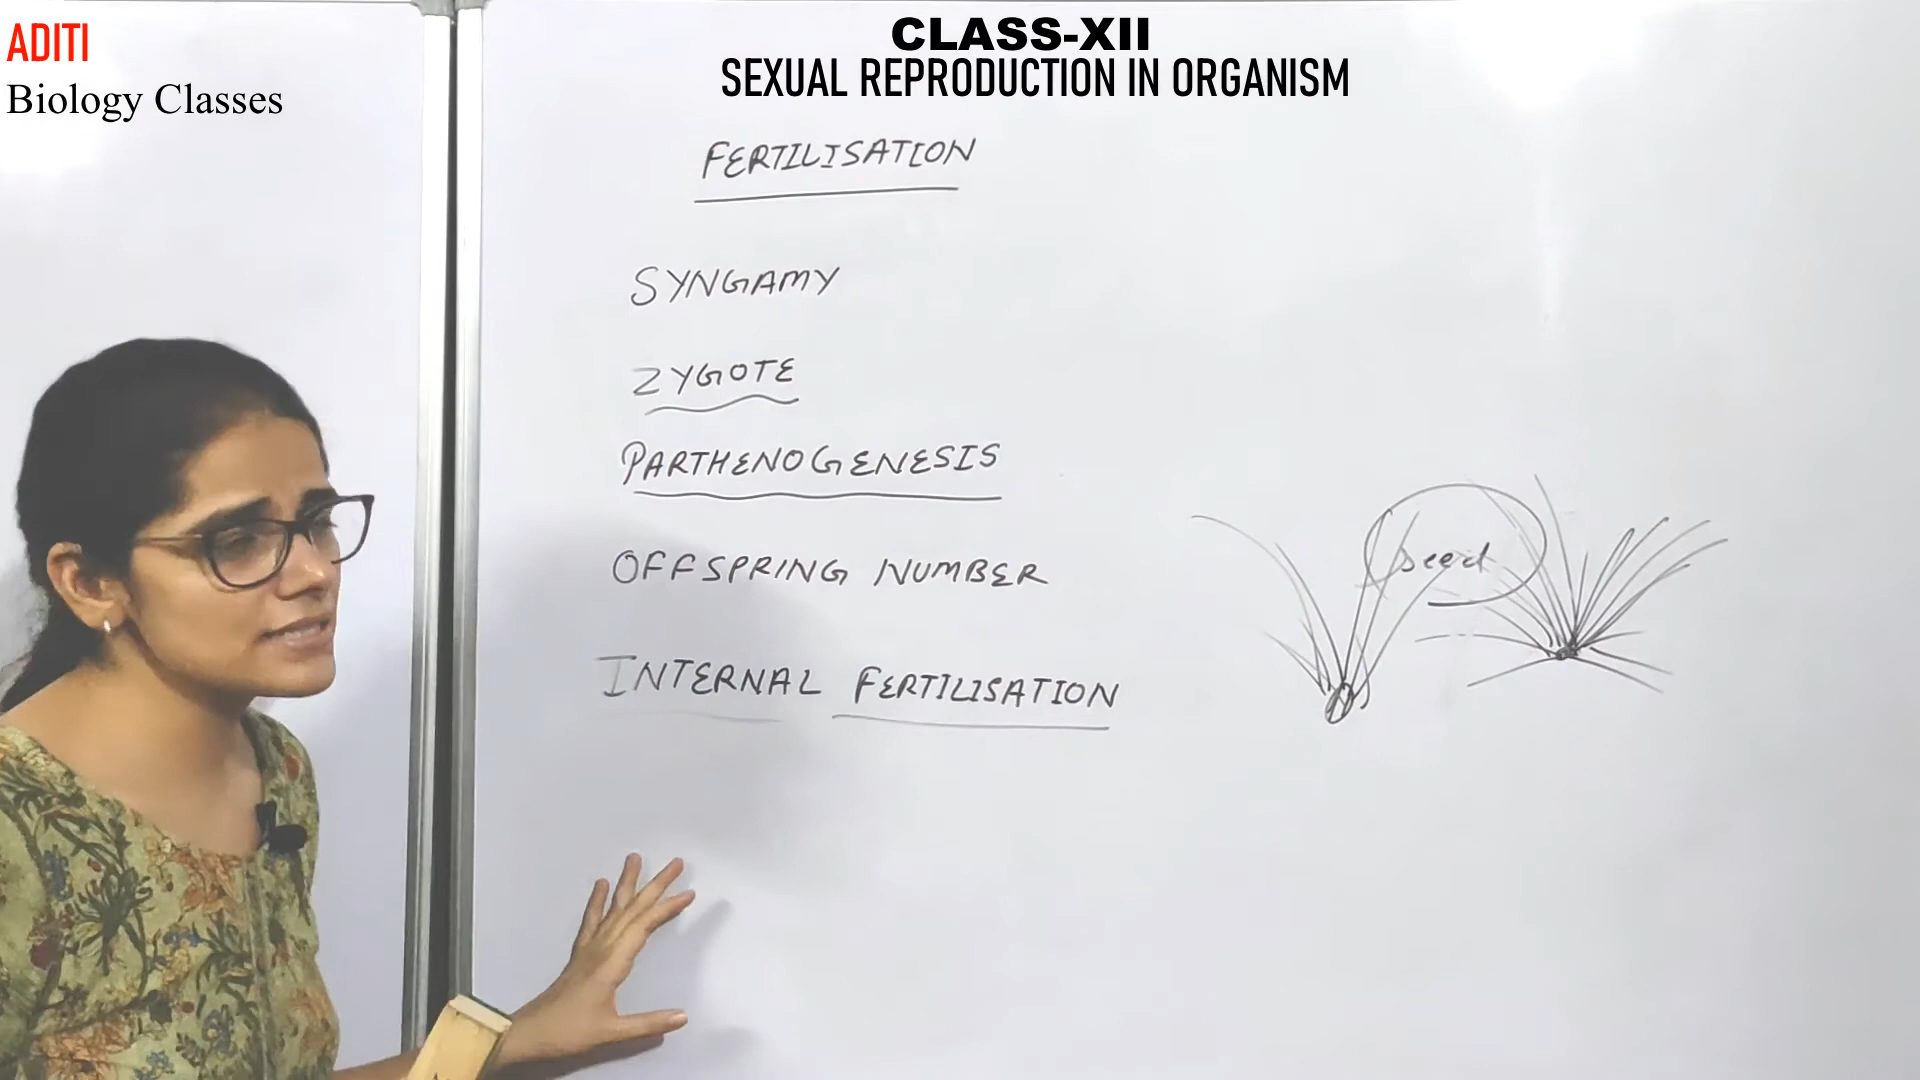 ADITI
Biology Classes
CLASS-XII
SEXUAL REPRODUCTION IN ORGANISM
FERTILISATION
SYNGAMY
ZYGOTE
PARTHENOGENESIS
OFFSPRING NUMBER
INTERNAL FERTILISATION
seed